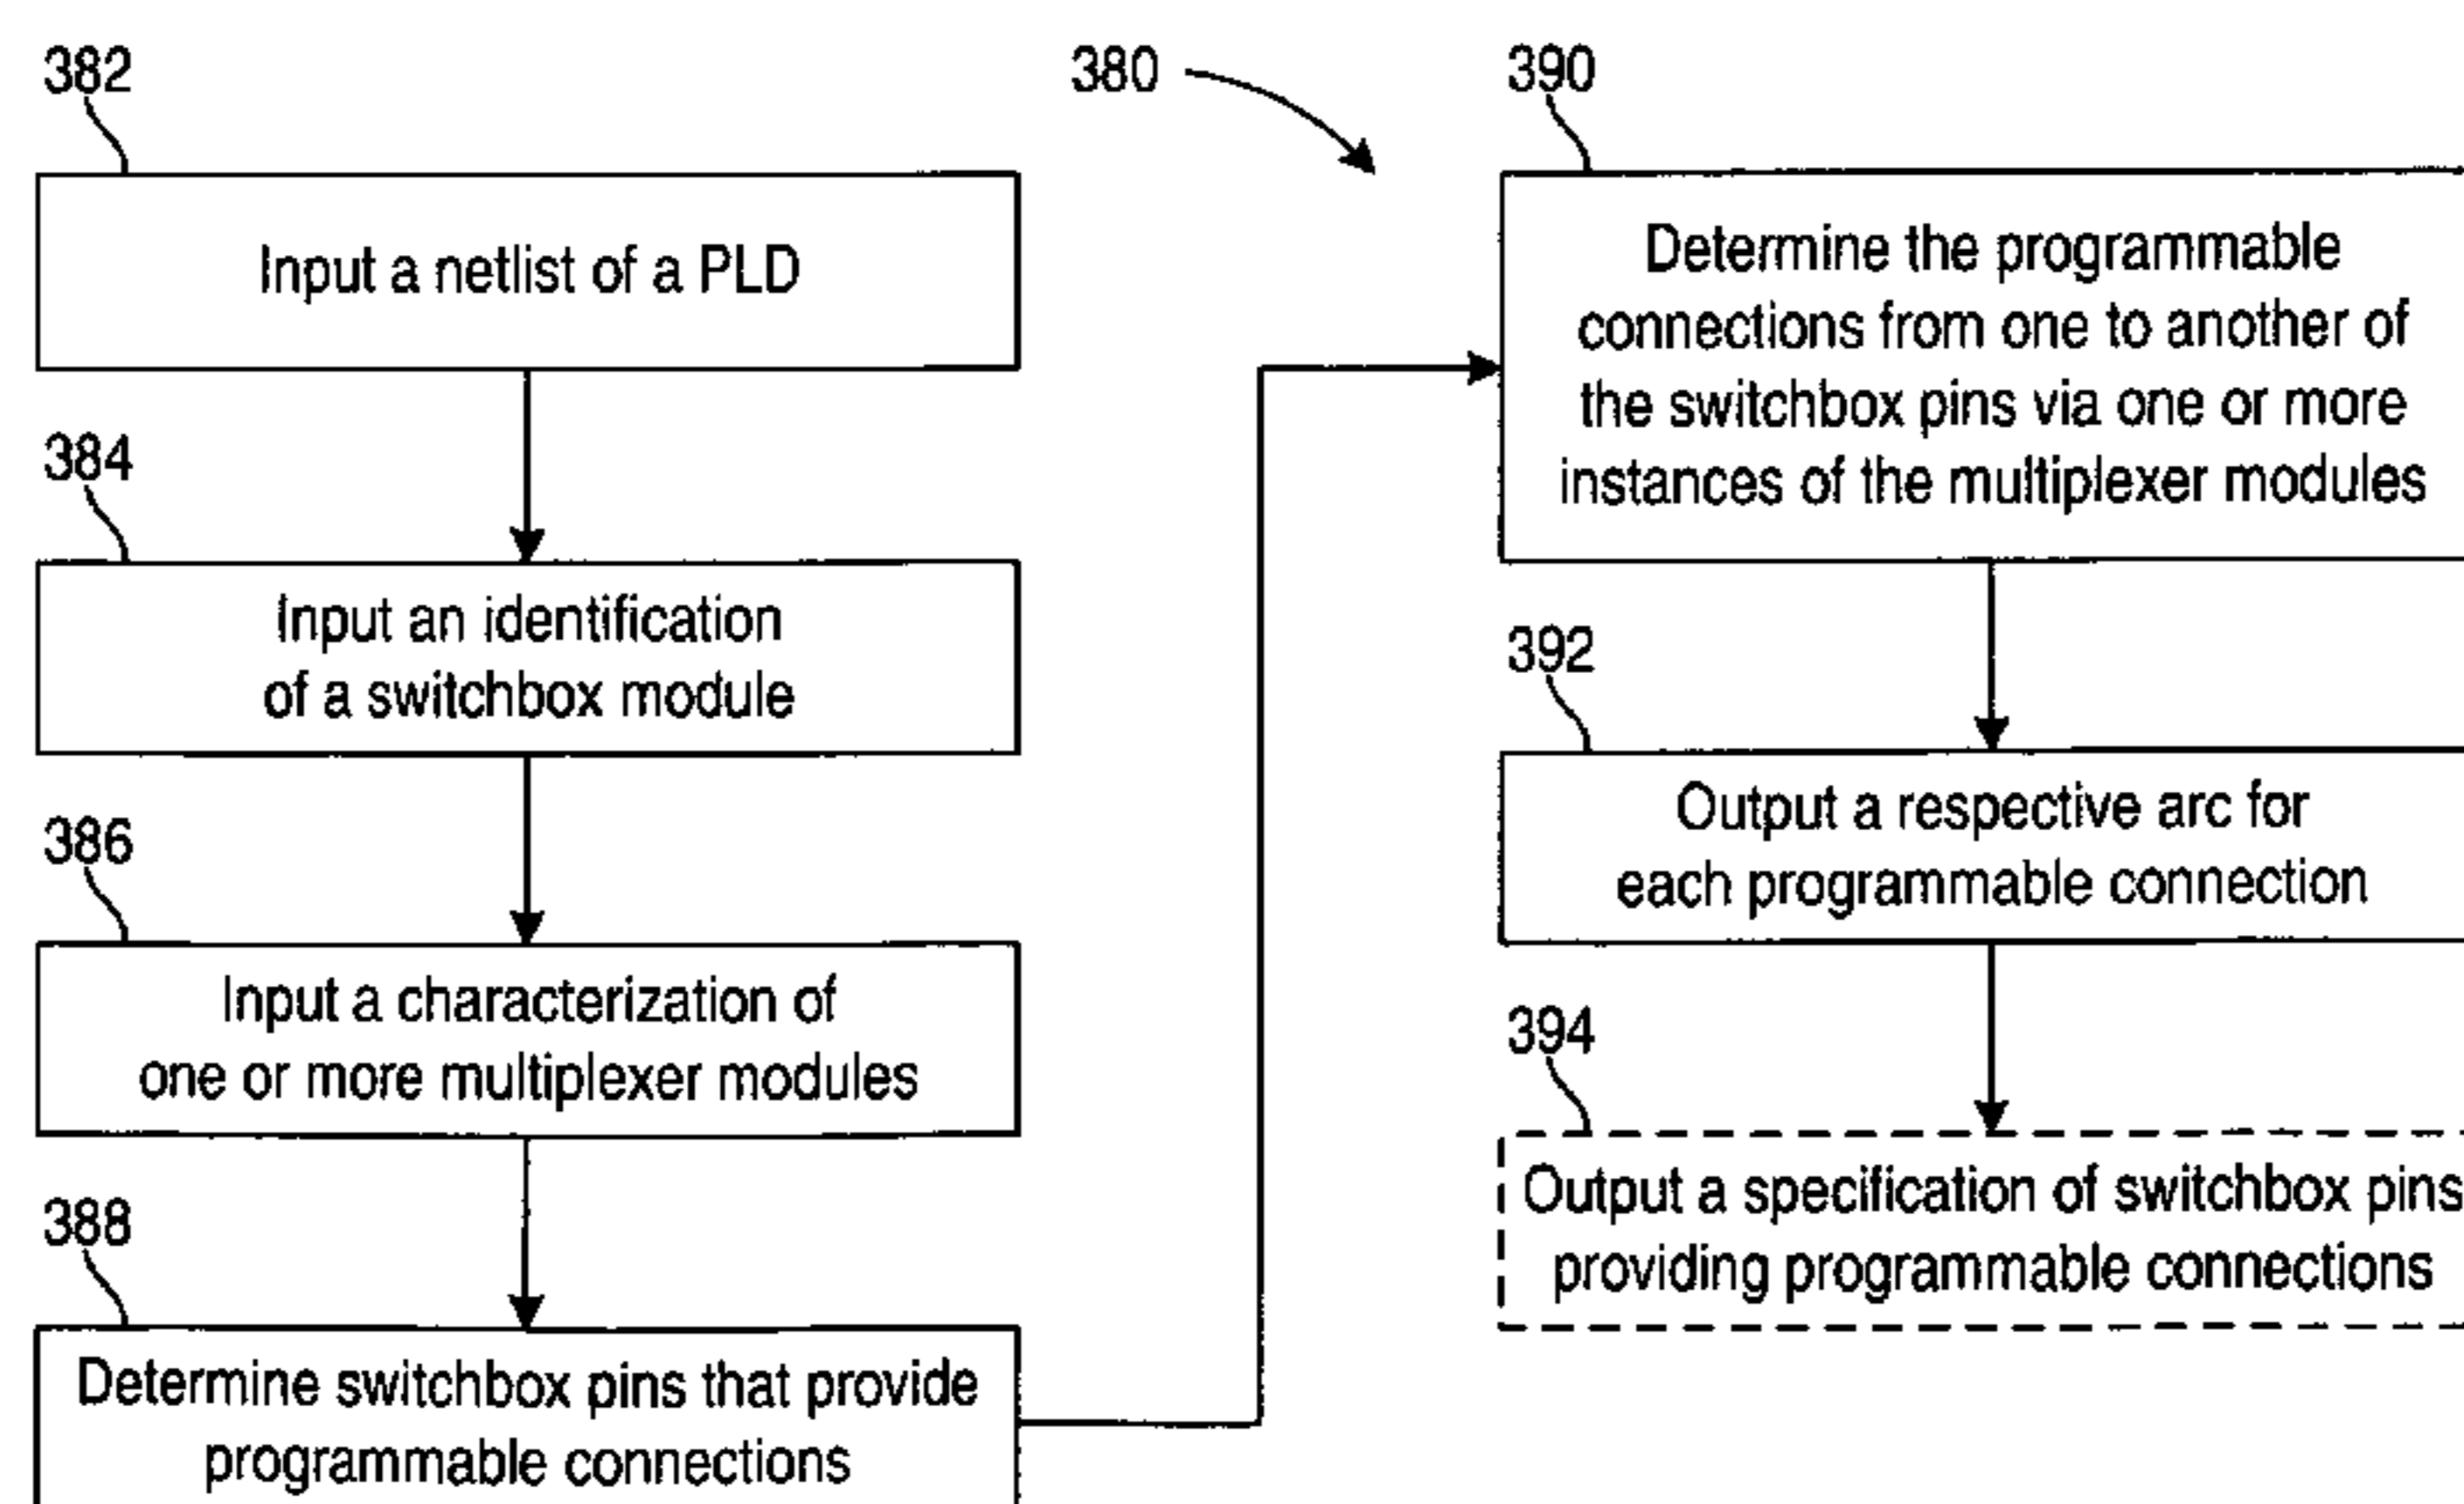 380
382
Input a netlist of a PLD
384
Input an identification
of a switchbox module
386
Input a characterization of
one or more multiplexer modules
388
Determine switchbox pins that provide
programmable connections
390
Determine the programmable
connections from one to another of
the switchbox pins via one or more
instances of the multiplexer modules
392
Output a respective arc for
each programmable connection
394
Output a specification of switchbox pins
providing programmable connections